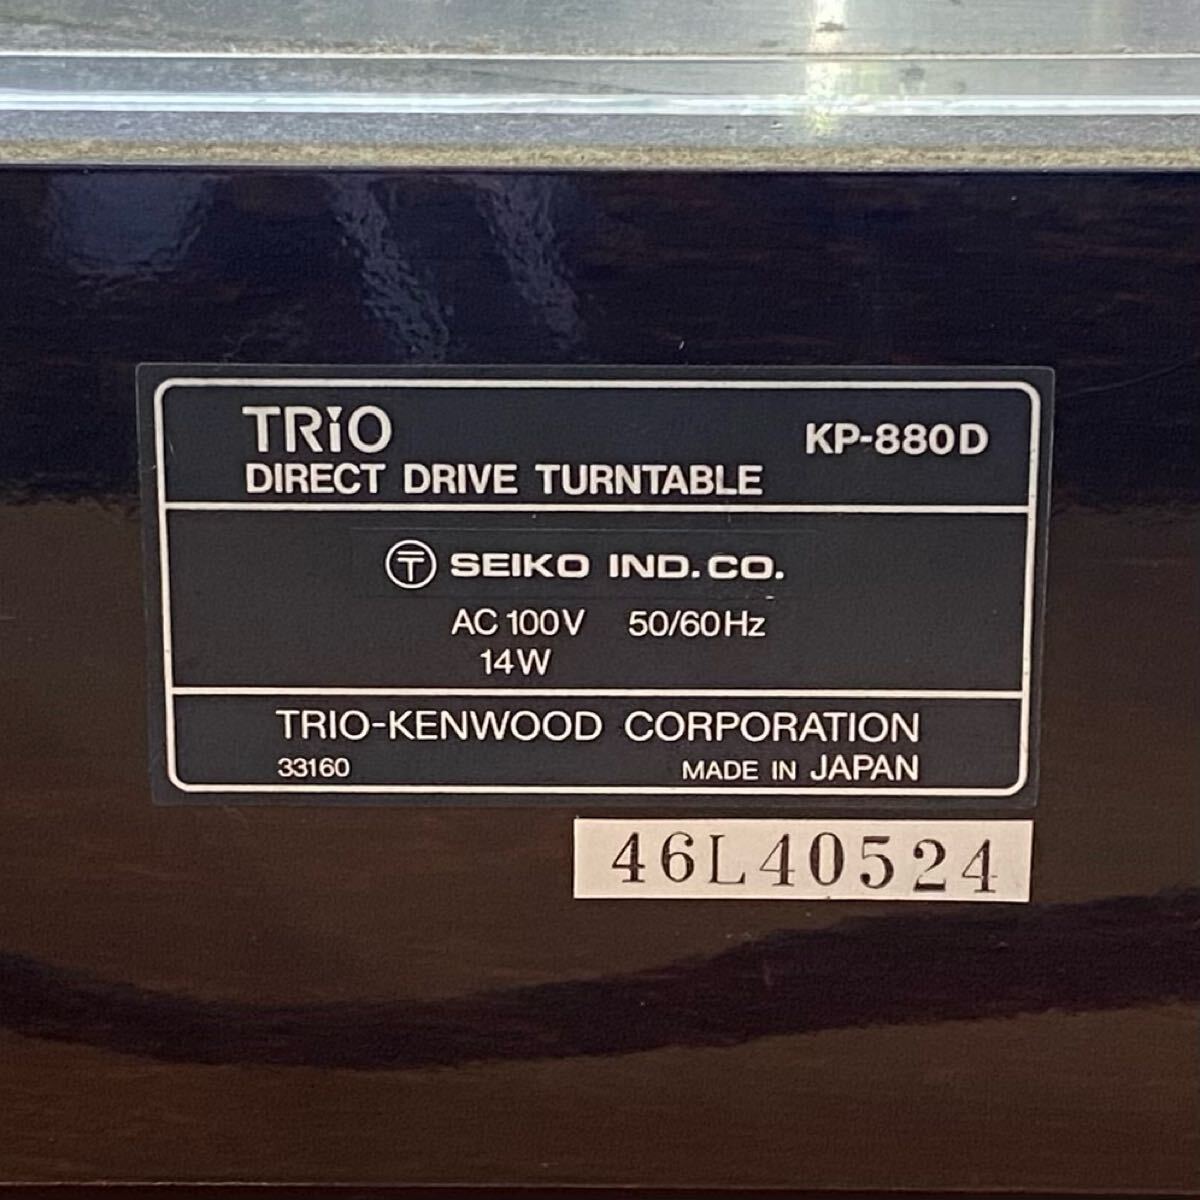 TRiO KP-880D
DIRECT DRIVE TURNTABLE
〒 SEIKO IND. CO.
AC 100V 50/60Hz
14W
TRIO-KENWOOD CORPORATION
33160 MADE IN JAPAN
46L40524